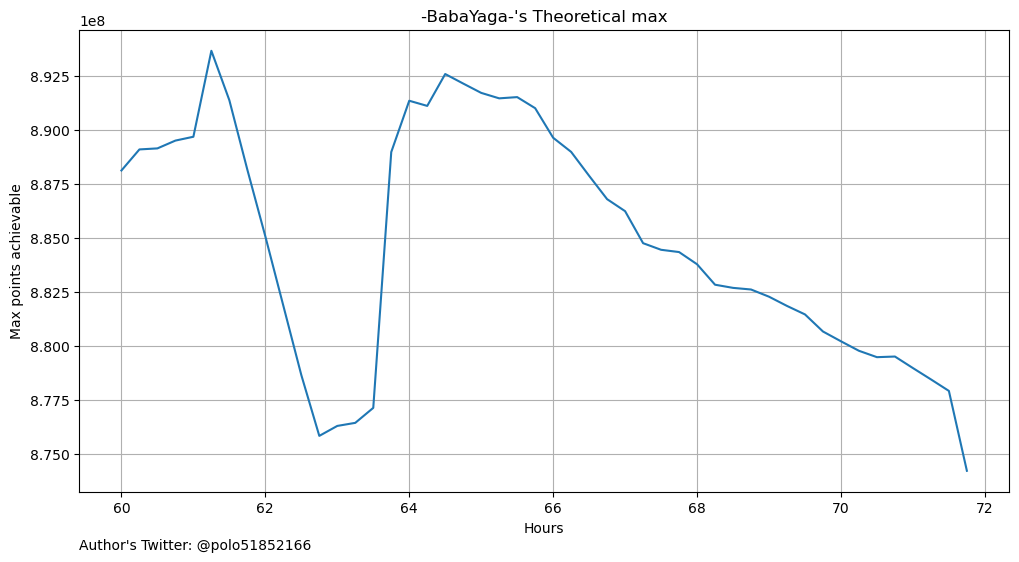 -BabaYaga-'s Theoretical max
1e8
8.925
8.900
8.875
8.850
8.825
8.800
8.775
8.750
Max points achievable
60 62 64 66 68 70 72
Hours
Author's Twitter: @polo51852166